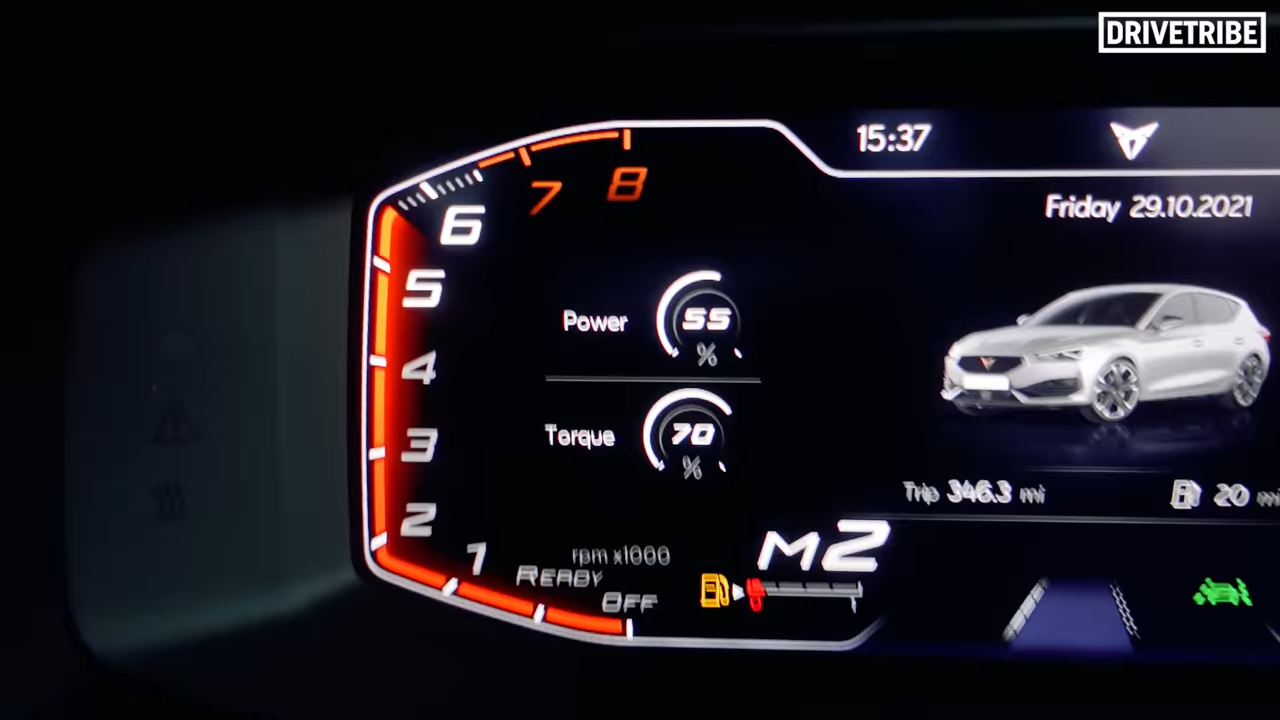 DRIVETRIBE
15:37
Friday 29.10.2021
8
7
6
5
4
3
2
1
Power 55 %
Torque 70 %
Trip 346.3 mi
20 mi
rpm x1000
READY
OFF
M2